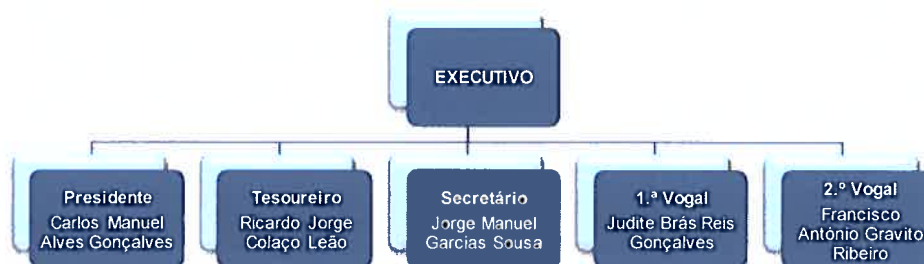 EXECUTIVO
Presidente
Carlos Manuel
Alves Gonçalves
Tesoureiro
Ricardo Jorge
Colaço Leão
Secretário
Jorge Manuel
Garcias Sousa
1.ª Vogal
Judite Brás Reis
Gonçalves
2.º Vogal
Francisco
António Gravito
Ribeiro